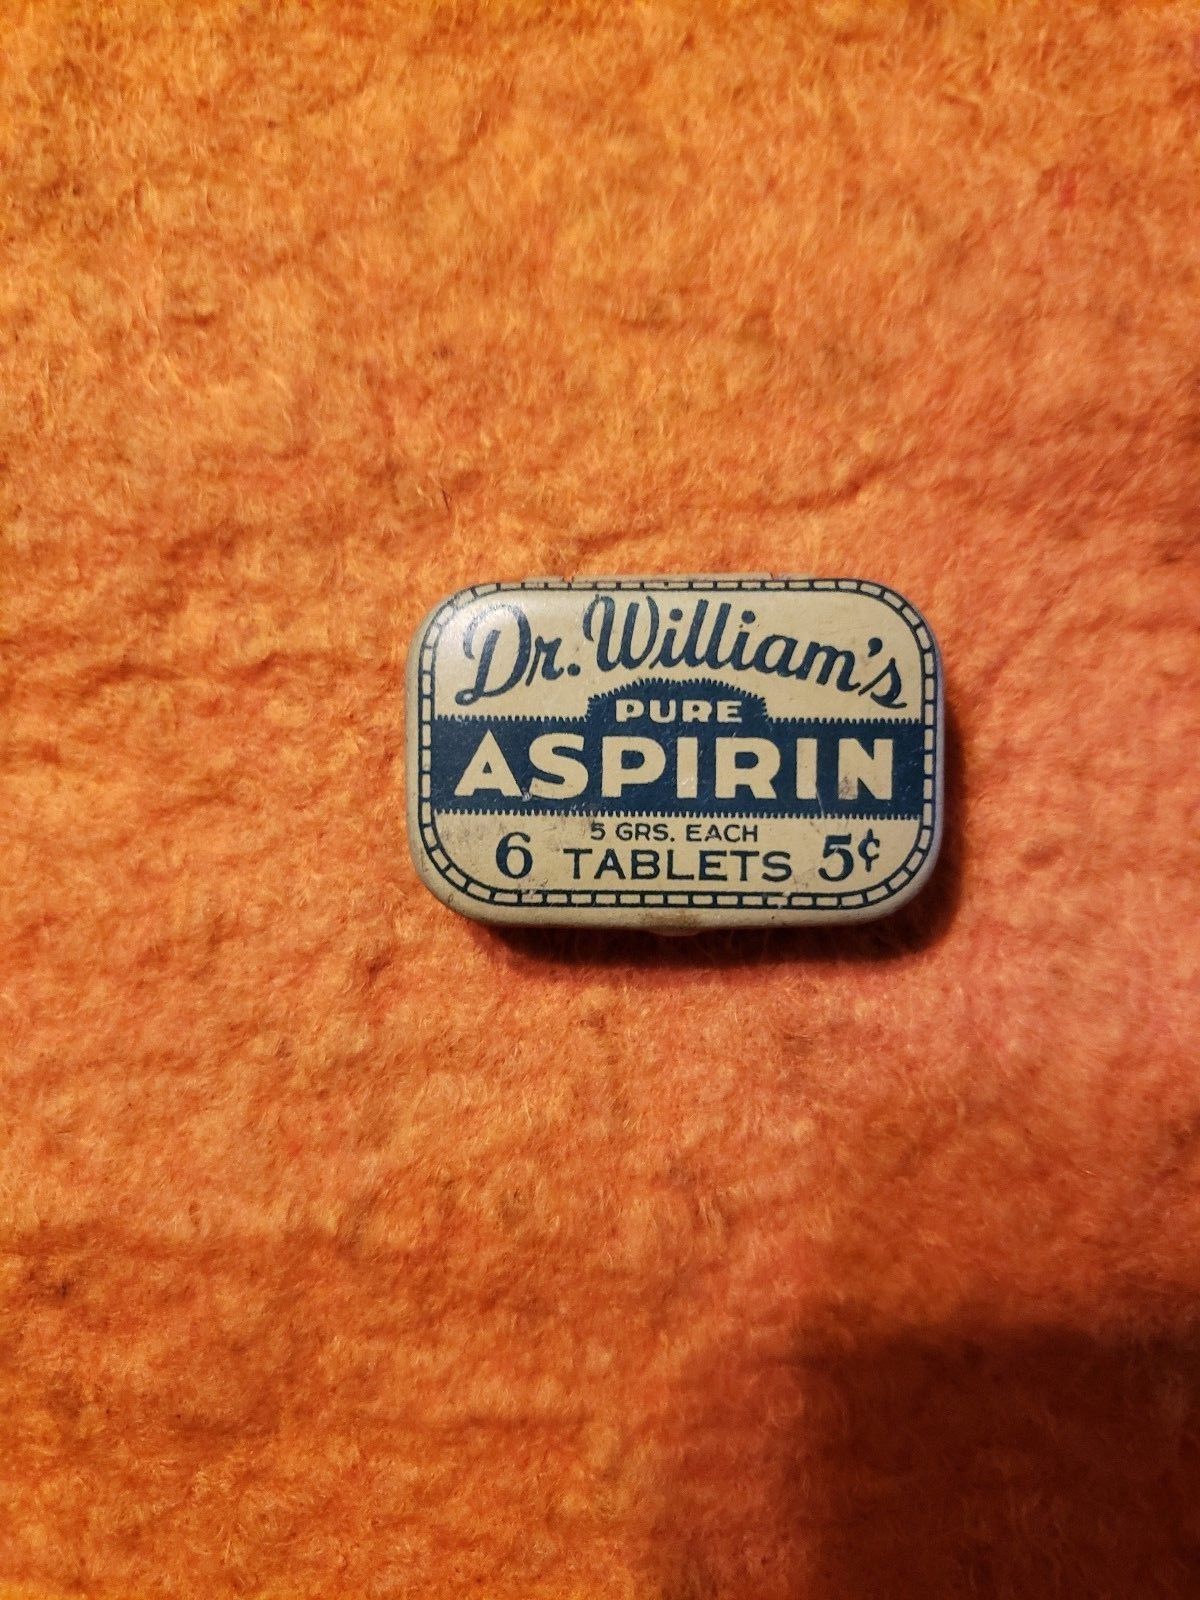 Dr. William's
PURE
ASPIRIN
5 GRS. EACH
6 TABLETS 5¢